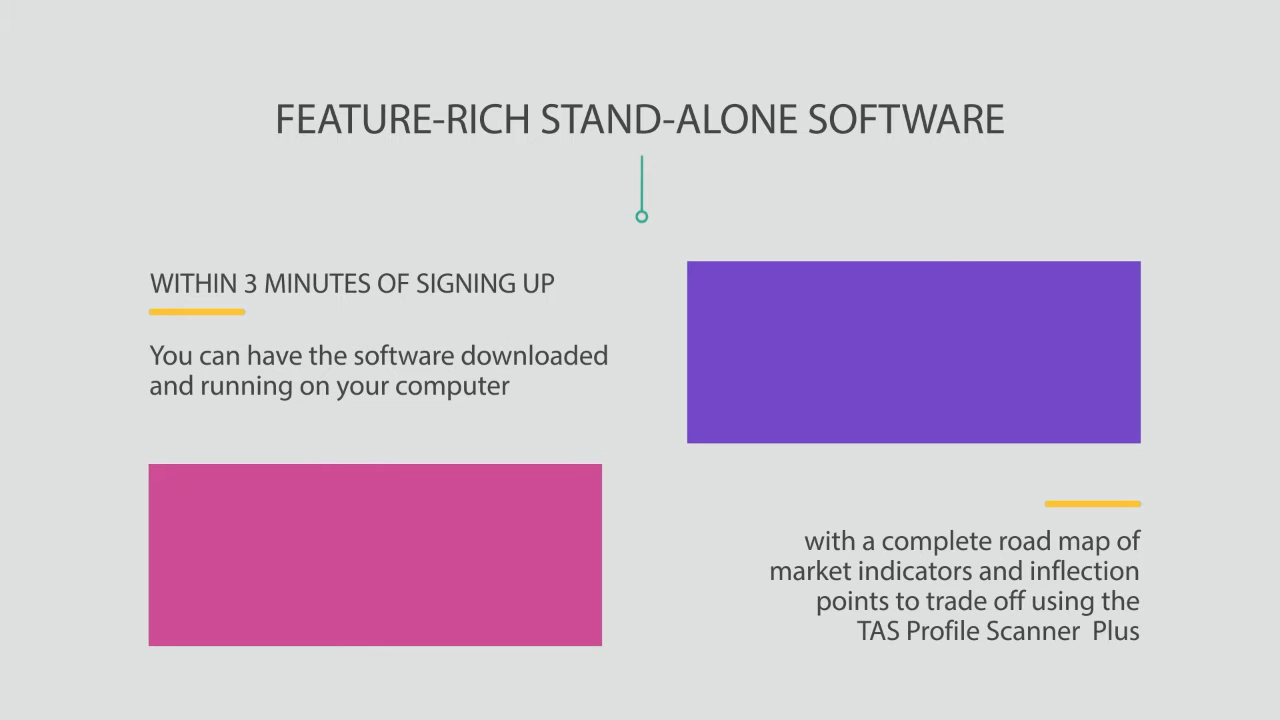 FEATURE-RICH STAND-ALONE SOFTWARE
WITHIN 3 MINUTES OF SIGNING UP
You can have the software downloaded
and running on your computer
with a complete road map of
market indicators and inflection
points to trade off using the
TAS Profile Scanner  Plus